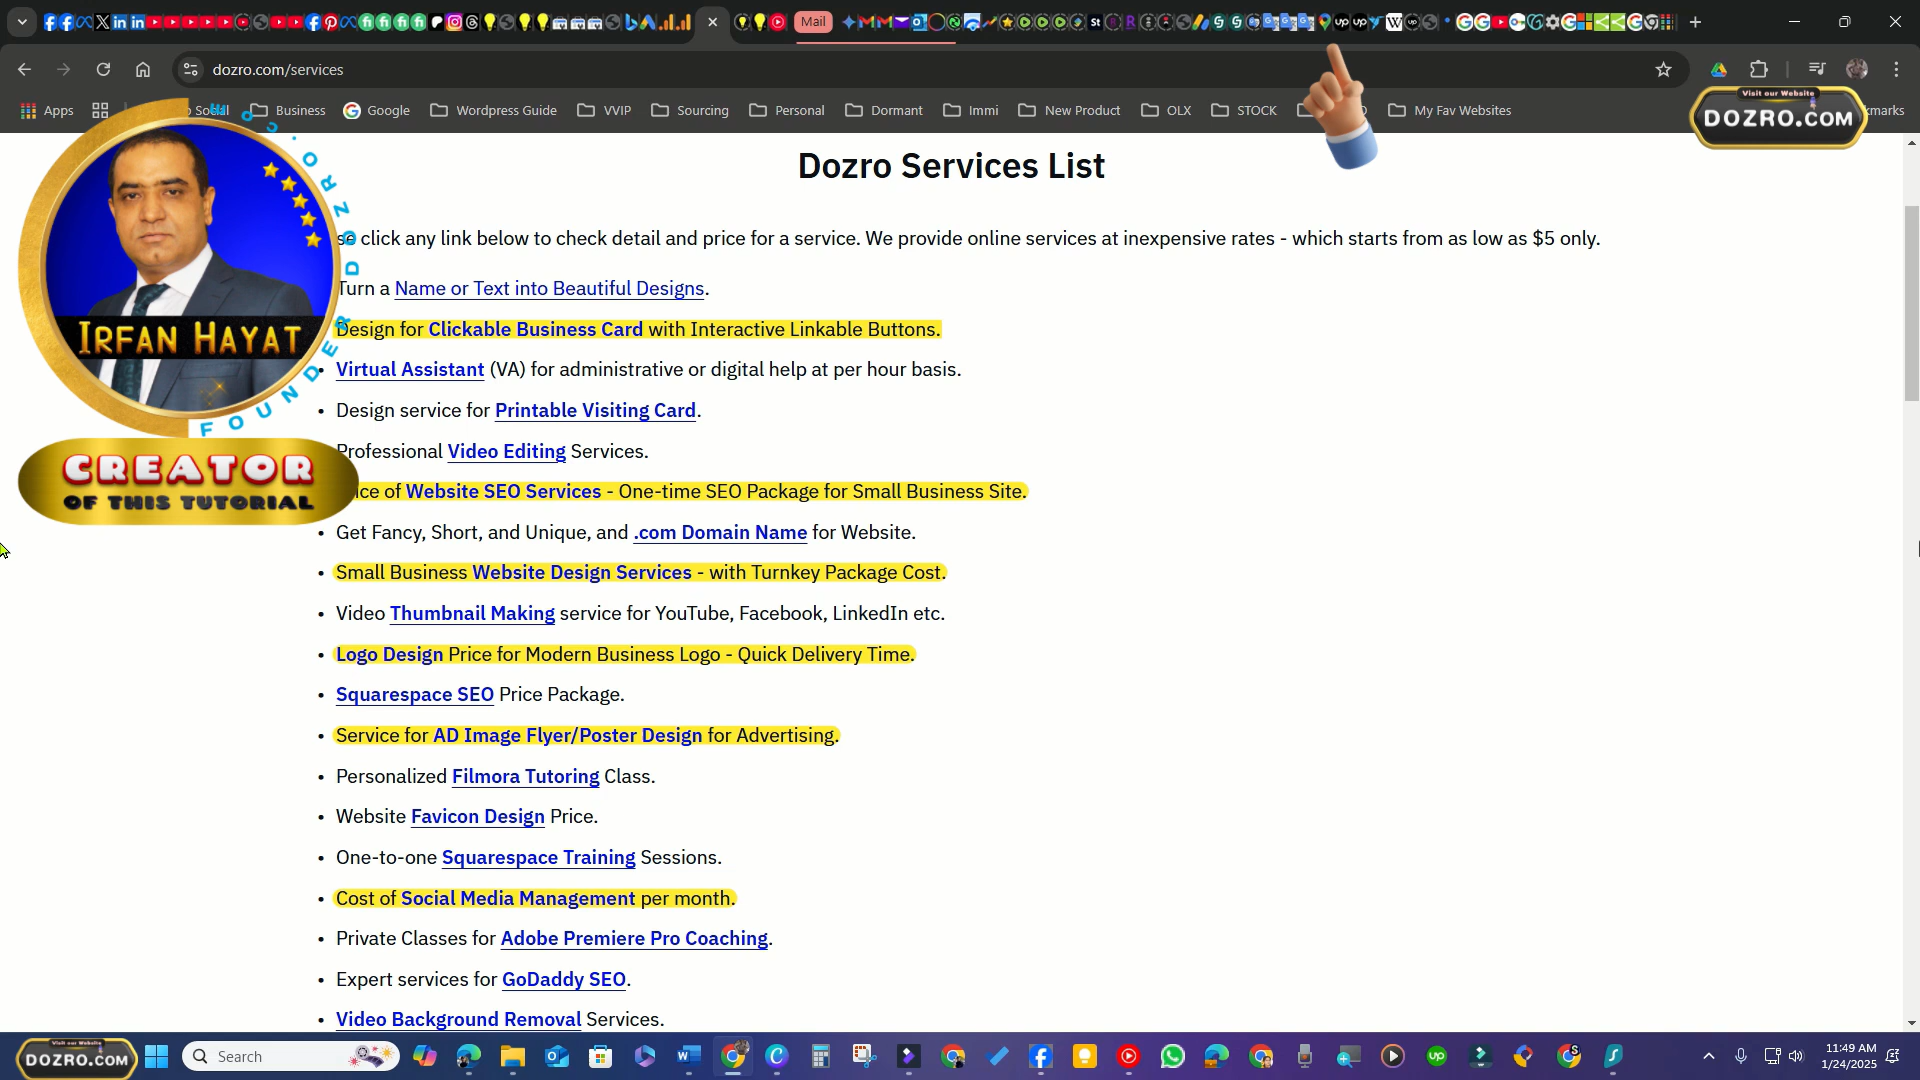 Mail
dozro.com/services
Apps
Social
Business
Google
Wordpress Guide
VVIP
Sourcing
Personal
Dormant
Immi
New Product
OLX
STOCK
My Fav Websites
Visit our Website
DOZRO.COM
Dozro Services List
se click any link below to check detail and price for a service. We provide online services at inexpensive rates - which starts from as low as $5 only.
Turn a Name or Text into Beautiful Designs.
Design for Clickable Business Card with Interactive Linkable Buttons.
• Virtual Assistant (VA) for administrative or digital help at per hour basis.
• Design service for Printable Visiting Card.
Professional Video Editing Services.
ice of Website SEO Services - One-time SEO Package for Small Business Site.
• Get Fancy, Short, and Unique, and .com Domain Name for Website.
• Small Business Website Design Services - with Turnkey Package Cost.
• Video Thumbnail Making service for YouTube, Facebook, LinkedIn etc.
• Logo Design Price for Modern Business Logo - Quick Delivery Time.
• Squarespace SEO Price Package.
• Service for AD Image Flyer/Poster Design for Advertising.
• Personalized Filmora Tutoring Class.
• Website Favicon Design Price.
• One-to-one Squarespace Training Sessions.
• Cost of Social Media Management per month.
• Private Classes for Adobe Premiere Pro Coaching.
• Expert services for GoDaddy SEO.
• Video Background Removal Services.
IRFAN HAYAT
FOUNDER DOZRO.
CREATOR
OF THIS TUTORIAL
Visit our Website
DOZRO.COM
Search
11:49 AM
1/24/2025